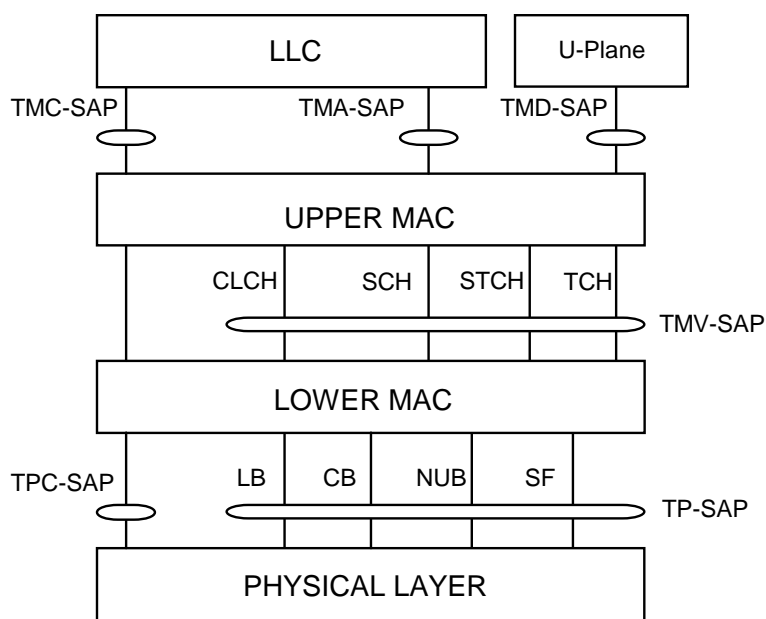 LLC
U-Plane
TMC-SAP
TMA-SAP
TMD-SAP
UPPER MAC
CLCH
SCH
STCH
TCH
TMV-SAP
LOWER MAC
TPC-SAP
LB
CB
NUB
SF
TP-SAP
PHYSICAL LAYER